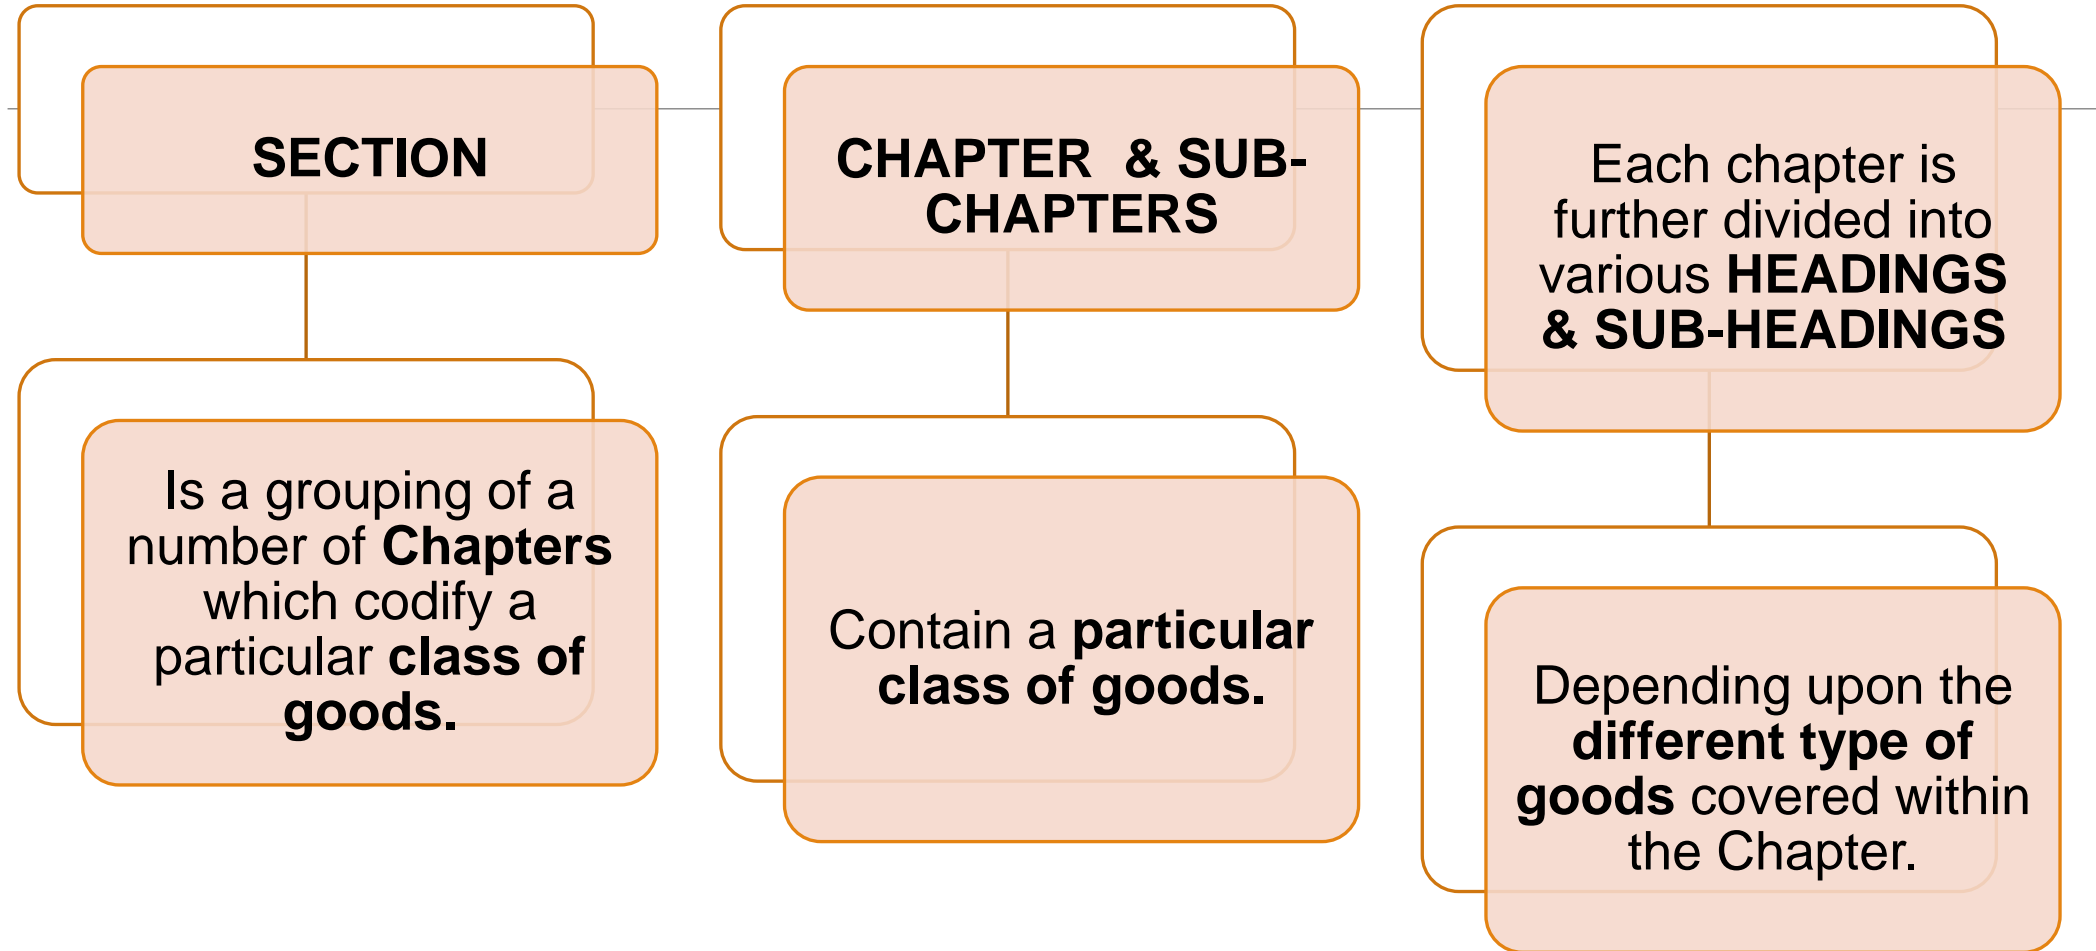 SECTION
Is a grouping of a
number of Chapters
which codify a
particular class of
goods.
CHAPTER  & SUB-
CHAPTERS
Contain a particular
class of goods.
Each chapter is
further divided into
various HEADINGS
& SUB-HEADINGS
Depending upon the
different type of
goods covered within
the Chapter.